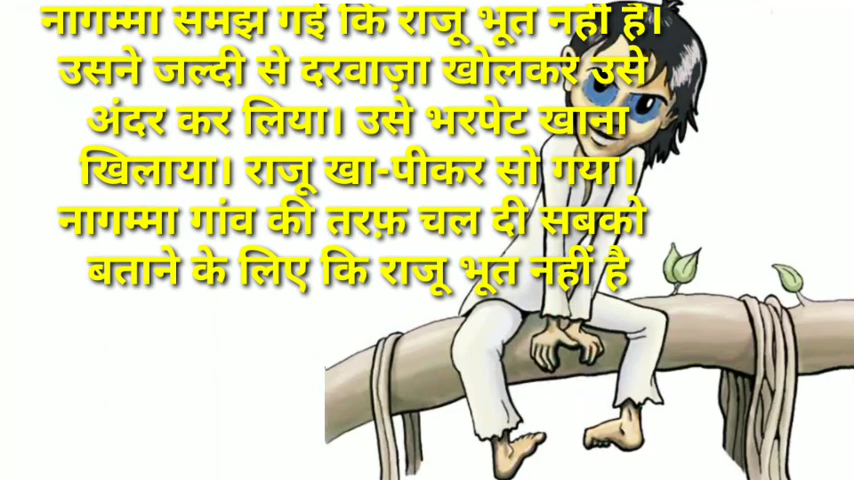 नागम्मा समझ गई कि राजू भूत नहीं है।
उसने जल्दी से दरवाज़ा खोलकर उसे
अंदर कर लिया। उसे भरपेट खाना
खिलाया। राजू खा-पीकर सो गया।
नागम्मा गांव की तरफ़ चल दी सबको
बताने के लिए कि राजू भूत नहीं है